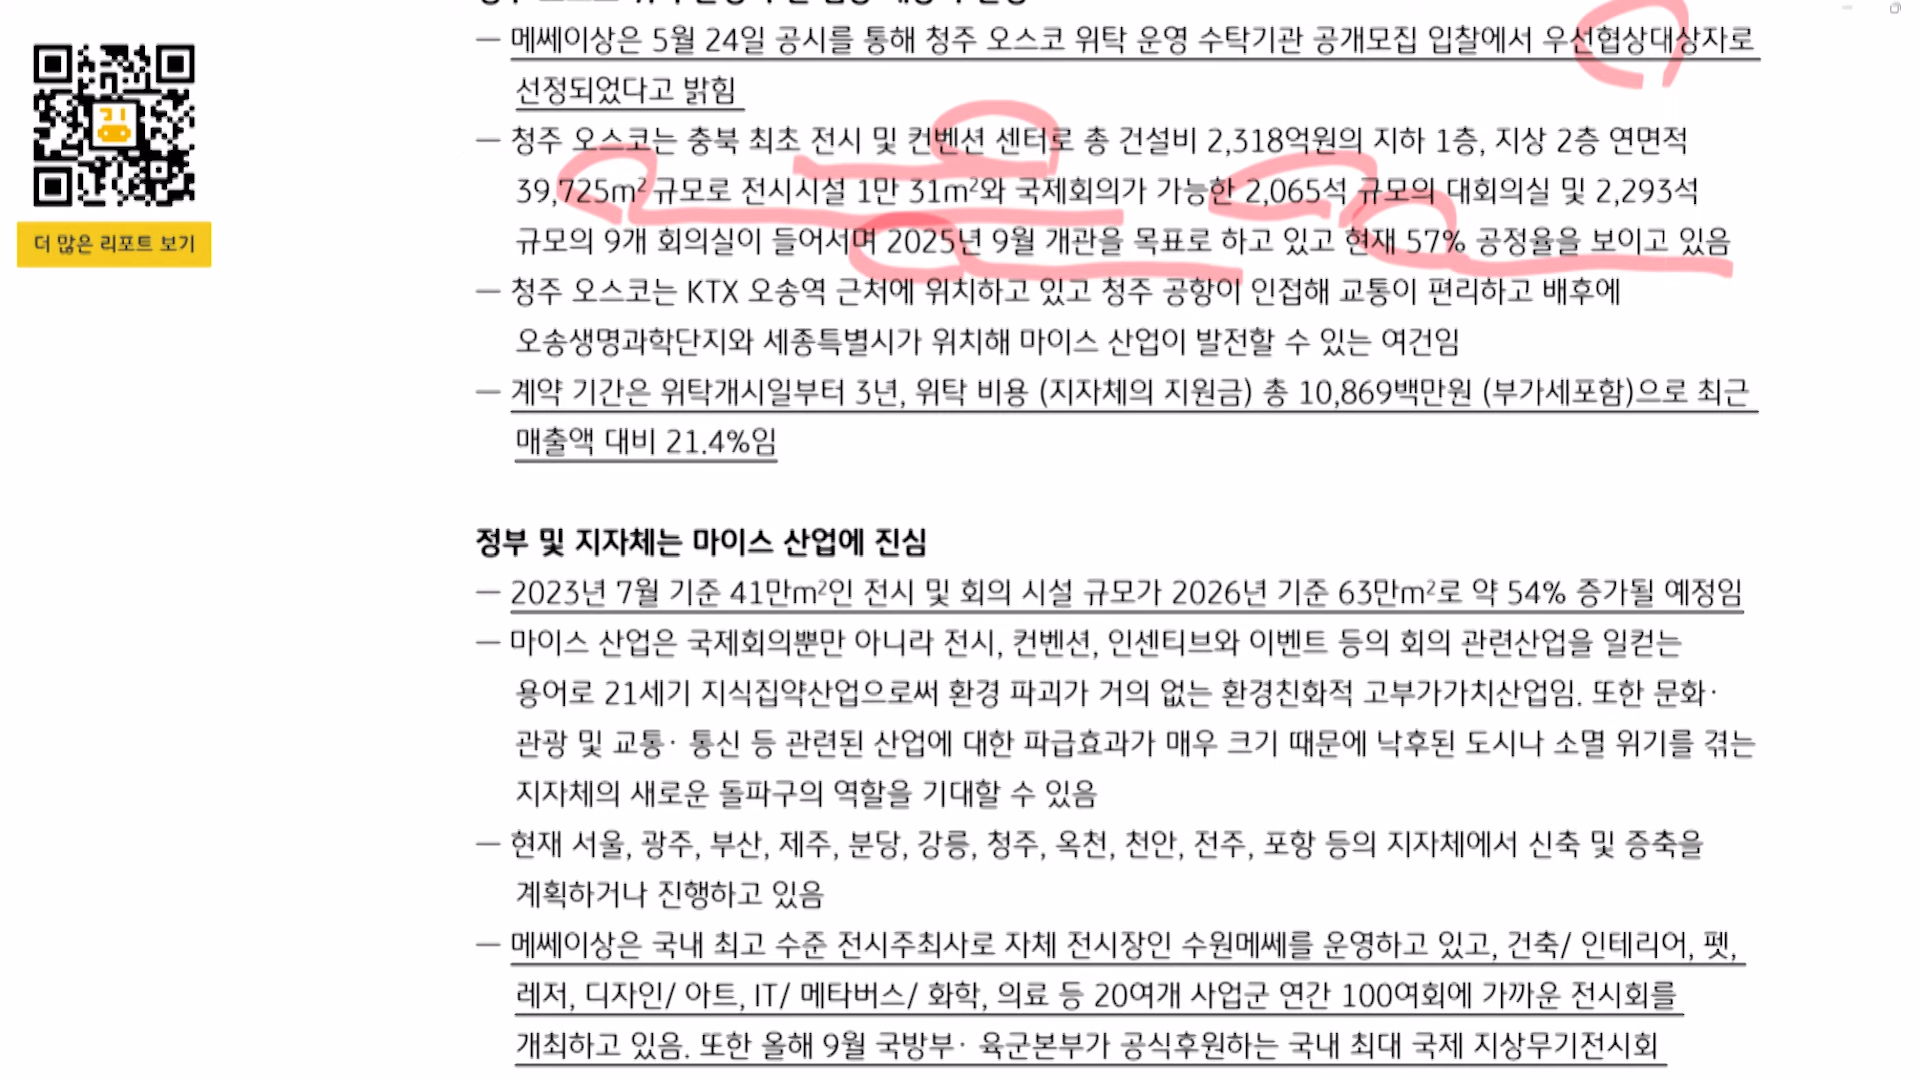 — 메쎄이상은 5월 24일 공시를 통해 청주 오스코 위탁 운영 수탁기관 공개모집 입찰에서 우선협상대상자로
선정되었다고 밝힘
— 청주 오스코는 충북 최초 전시 및 컨벤션 센터로 총 건설비 2,318억원의 지하 1층, 지상 2층 연면적
39,725m² 규모로 전시시설 1만 31m²와 국제회의가 가능한 2,065석 규모의 대회의실 및 2,293석
규모의 9개 회의실이 들어서며 2025년 9월 개관을 목표로 하고 있고 현재 57% 공정율을 보이고 있음
더 많은 리포트 보기
— 청주 오스코는 KTX 오송역 근처에 위치하고 있고 청주 공항이 인접해 교통이 편리하고 배후에
오송생명과학단지와 세종특별시가 위치해 마이스 산업이 발전할 수 있는 여건임
— 계약 기간은 위탁개시일부터 3년, 위탁 비용 (지자체의 지원금) 총 10,869백만원 (부가세포함)으로 최근
매출액 대비 21.4%임
정부 및 지자체는 마이스 산업에 진심
— 2023년 7월 기준 41만m²인 전시 및 회의 시설 규모가 2026년 기준 63만m²로 약 54% 증가될 예정임
— 마이스 산업은 국제회의뿐만 아니라 전시, 컨벤션, 인센티브와 이벤트 등의 회의 관련산업을 일컫는
용어로 21세기 지식집약산업으로써 환경 파괴가 거의 없는 환경친화적 고부가가치산업임. 또한 문화·
관광 및 교통· 통신 등 관련된 산업에 대한 파급효과가 매우 크기 때문에 낙후된 도시나 소멸 위기를 겪는
지자체의 새로운 돌파구의 역할을 기대할 수 있음
— 현재 서울, 광주, 부산, 제주, 분당, 강릉, 청주, 옥천, 천안, 전주, 포항 등의 지자체에서 신축 및 증축을
계획하거나 진행하고 있음
— 메쎄이상은 국내 최고 수준 전시주최사로 자체 전시장인 수원메쎄를 운영하고 있고, 건축/ 인테리어, 펫,
레저, 디자인/ 아트, IT/ 메타버스/ 화학, 의료 등 20여개 사업군 연간 100여회에 가까운 전시회를
개최하고 있음. 또한 올해 9월 국방부· 육군본부가 공식후원하는 국내 최대 국제 지상무기전시회